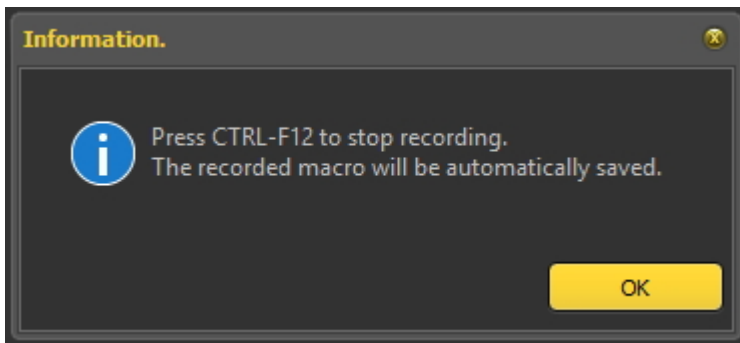 Information.
Press CTRL-F12 to stop recording.
The recorded macro will be automatically saved.
OK